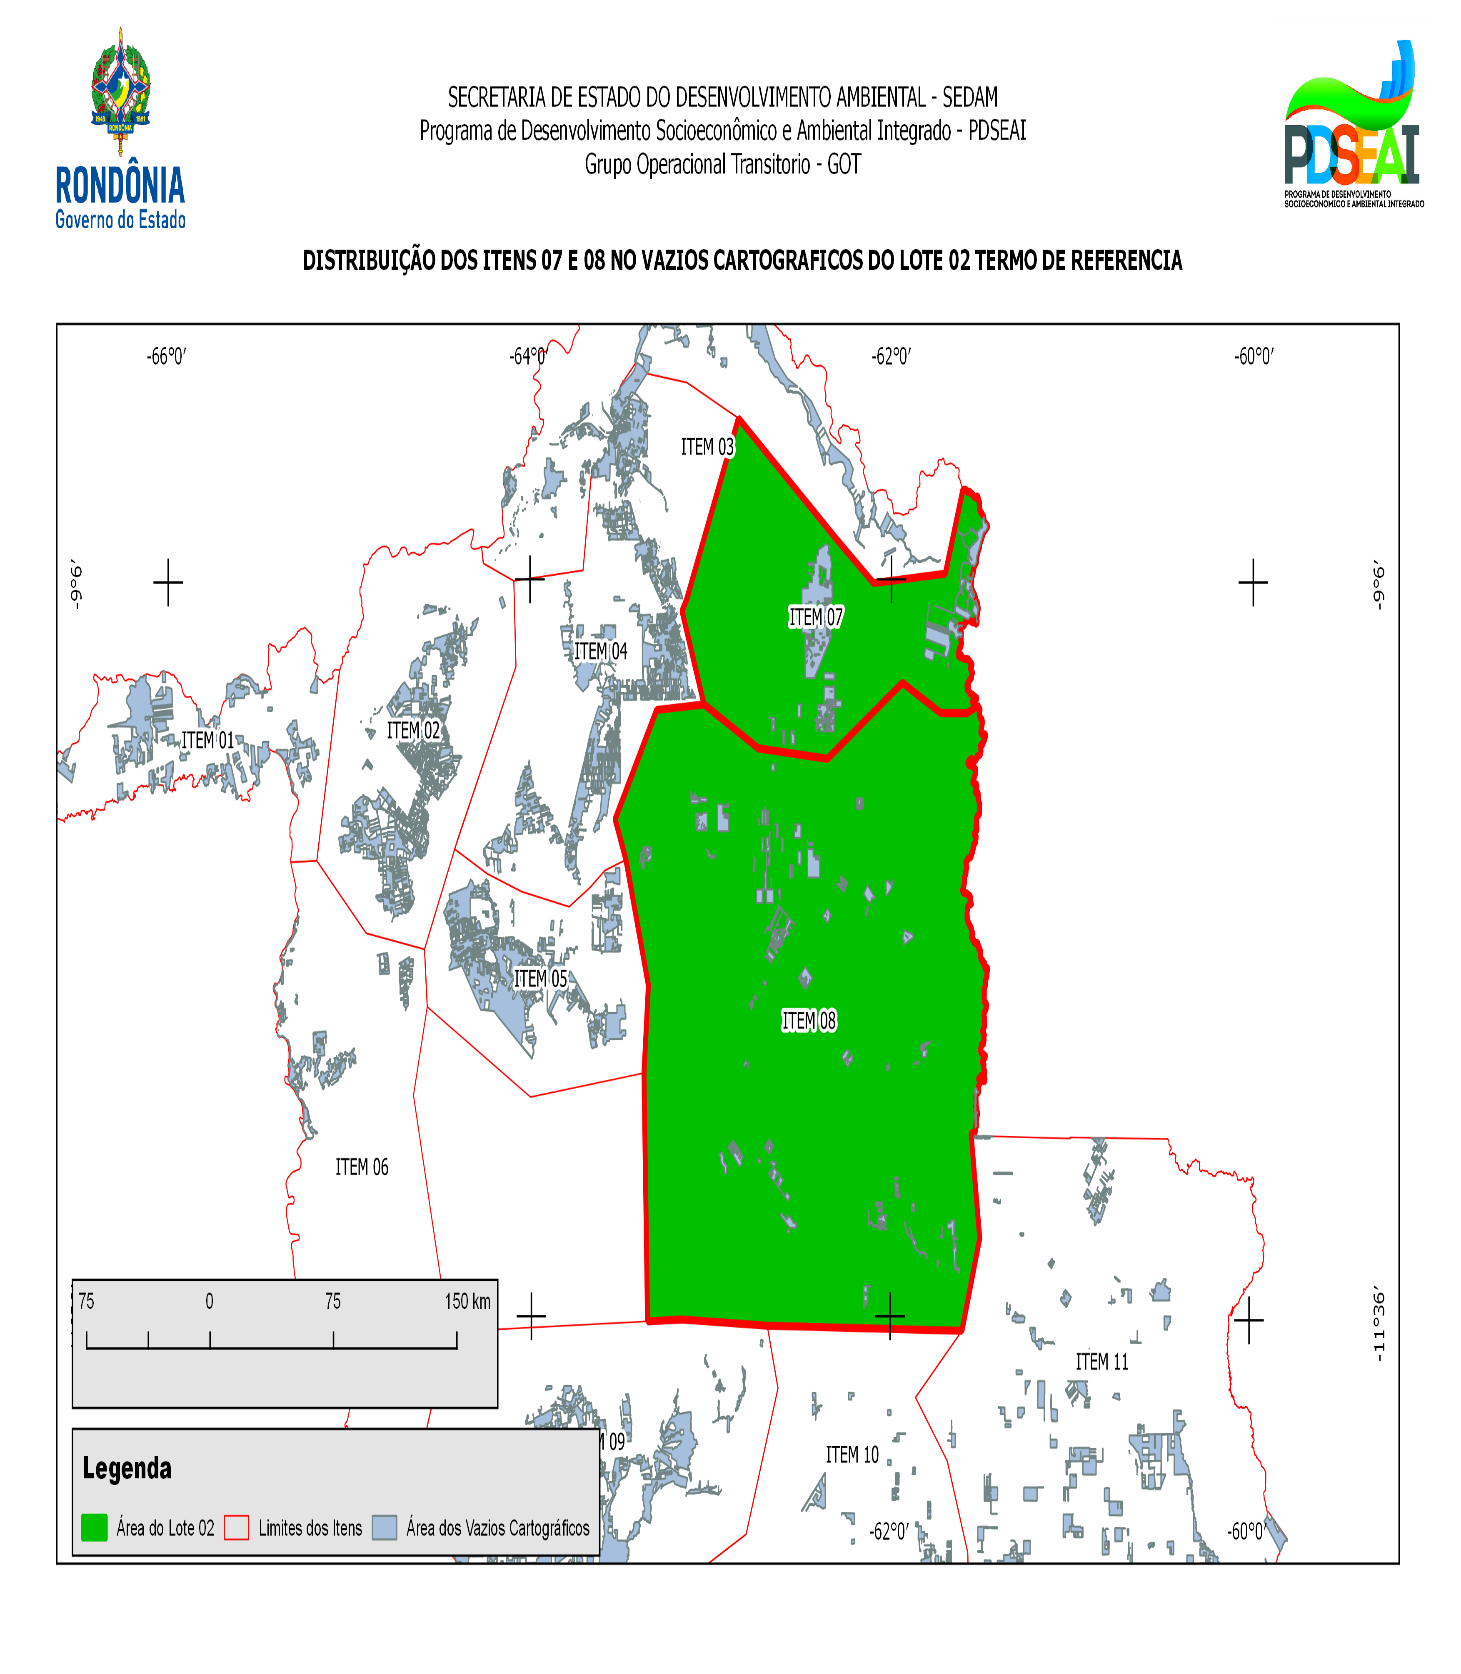 SECRETARIA DE ESTADO DO DESENVOLVIMENTO AMBIENTAL - SEDAM
Programa de Desenvolvimento Socioeconômico e Ambiental Integrado - PDSEAI
Grupo Operacional Transitorio - GOT
RONDÔNIA
RONDÔNIA
Governo do Estado
PDSEAI
PROGRAMA DE DESENVOLVIMENTO
SOCIOECONOMICO E AMBIENTAL INTEGRADO
DISTRIBUIÇÃO DOS ITENS 07 E 08 NO VAZIOS CARTOGRAFICOS DO LOTE 02 TERMO DE REFERENCIA
-66°0′ -64°0′ -62°0′ -60°0′
ITEM 03
-9°6′ -9°6′
ITEM 07
ITEM 04
ITEM 02
ITEM 01
ITEM 05
ITEM 08
ITEM 06
75 0 75 150 km
-11°36′
ITEM 11
M 09
ITEM 10
Legenda
Área do Lote 02 Limites dos Itens Área dos Vazios Cartográficos
-62°0′ -60°0′